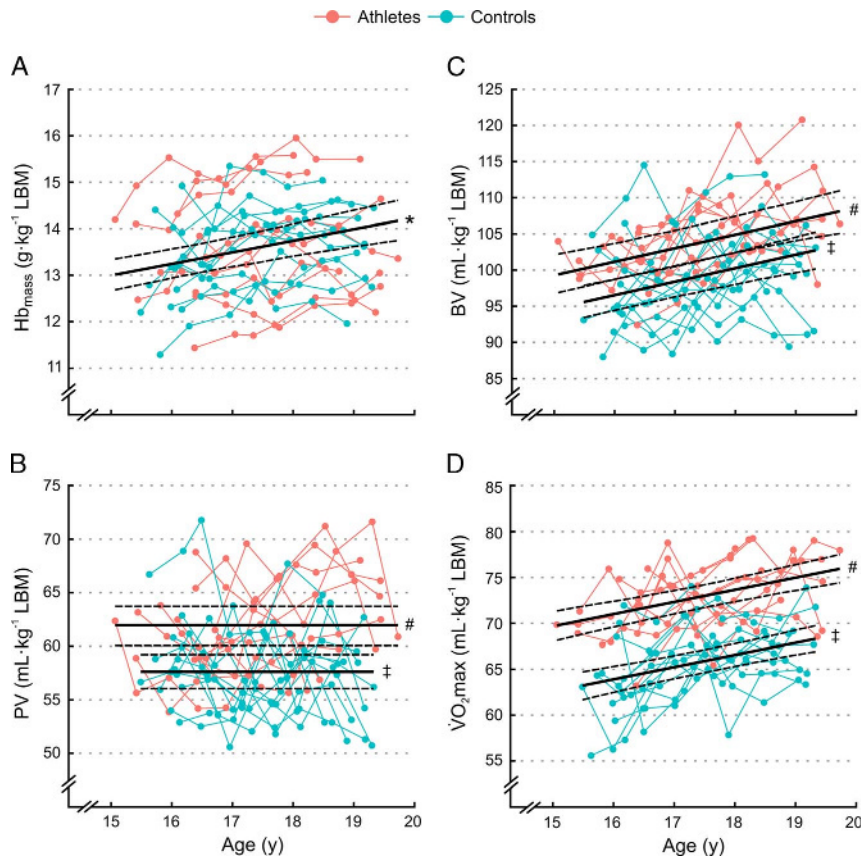 Athletes Controls
A
17
16
15
14
13
12
11
Hbmass (g·kg⁻¹ LBM)
*
C
125
120
115
110
105
100
95
90
85
BV (mL·kg⁻¹ LBM)
#
‡
B
75
70
65
60
55
50
PV (mL·kg⁻¹ LBM)
#
‡
15 16 17 18 19 20
Age (y)
D
85
80
75
70
65
60
55
V̇O₂max (mL·kg⁻¹ LBM)
#
‡
15 16 17 18 19 20
Age (y)